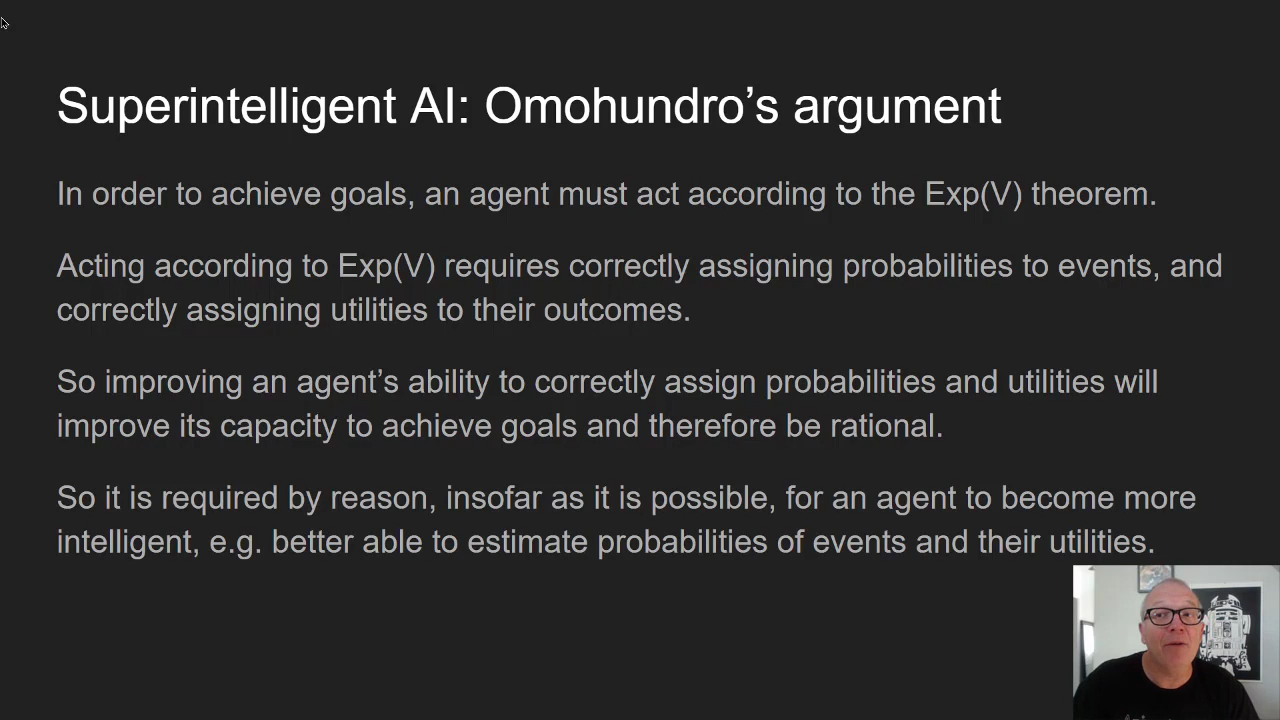 Superintelligent AI: Omohundro's argument
In order to achieve goals, an agent must act according to the Exp(V) theorem.
Acting according to Exp(V) requires correctly assigning probabilities to events, and
correctly assigning utilities to their outcomes.
So improving an agent's ability to correctly assign probabilities and utilities will
improve its capacity to achieve goals and therefore be rational.
So it is required by reason, insofar as it is possible, for an agent to become more
intelligent, e.g. better able to estimate probabilities of events and their utilities.